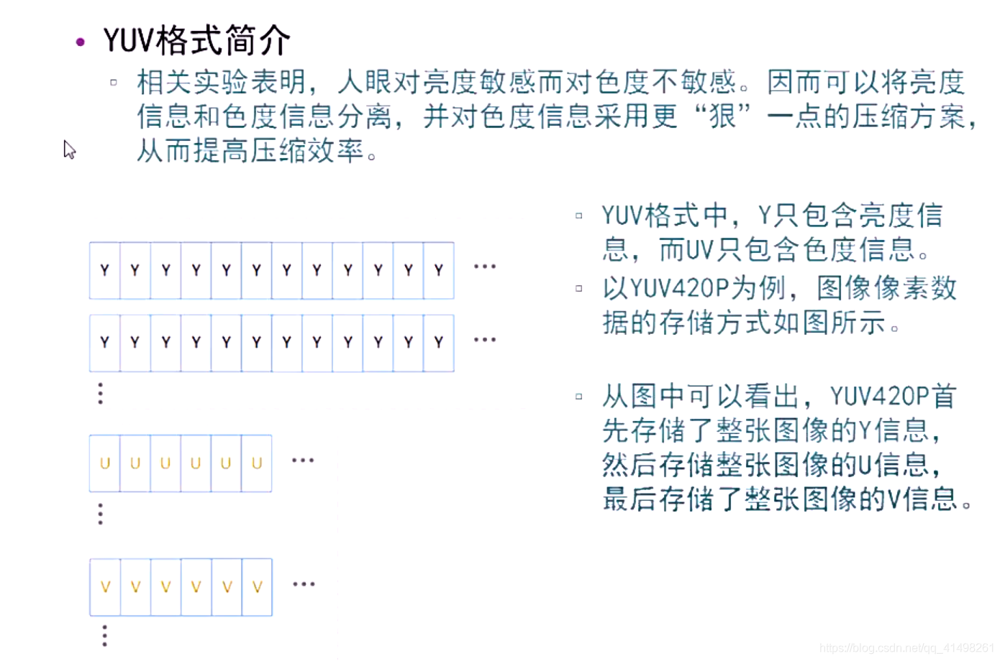 YUV格式简介
相关实验表明，人眼对亮度敏感而对色度不敏感。因而可以将亮度
信息和色度信息分离，并对色度信息采用更“狠”一点的压缩方案，
从而提高压缩效率。
YUV格式中，Y只包含亮度信
息，而UV只包含色度信息。
以YUV420P为例，图像像素数
据的存储方式如图所示。
从图中可以看出，YUV420P首
先存储了整张图像的Y信息，
然后存储整张图像的U信息，
最后存储了整张图像的V信息。
Y Y Y Y Y Y Y Y Y Y Y Y ...
Y Y Y Y Y Y Y Y Y Y Y Y ...
U U U U U U ...
V V V V V V ...
https://blog.csdn.net/qq_41498261